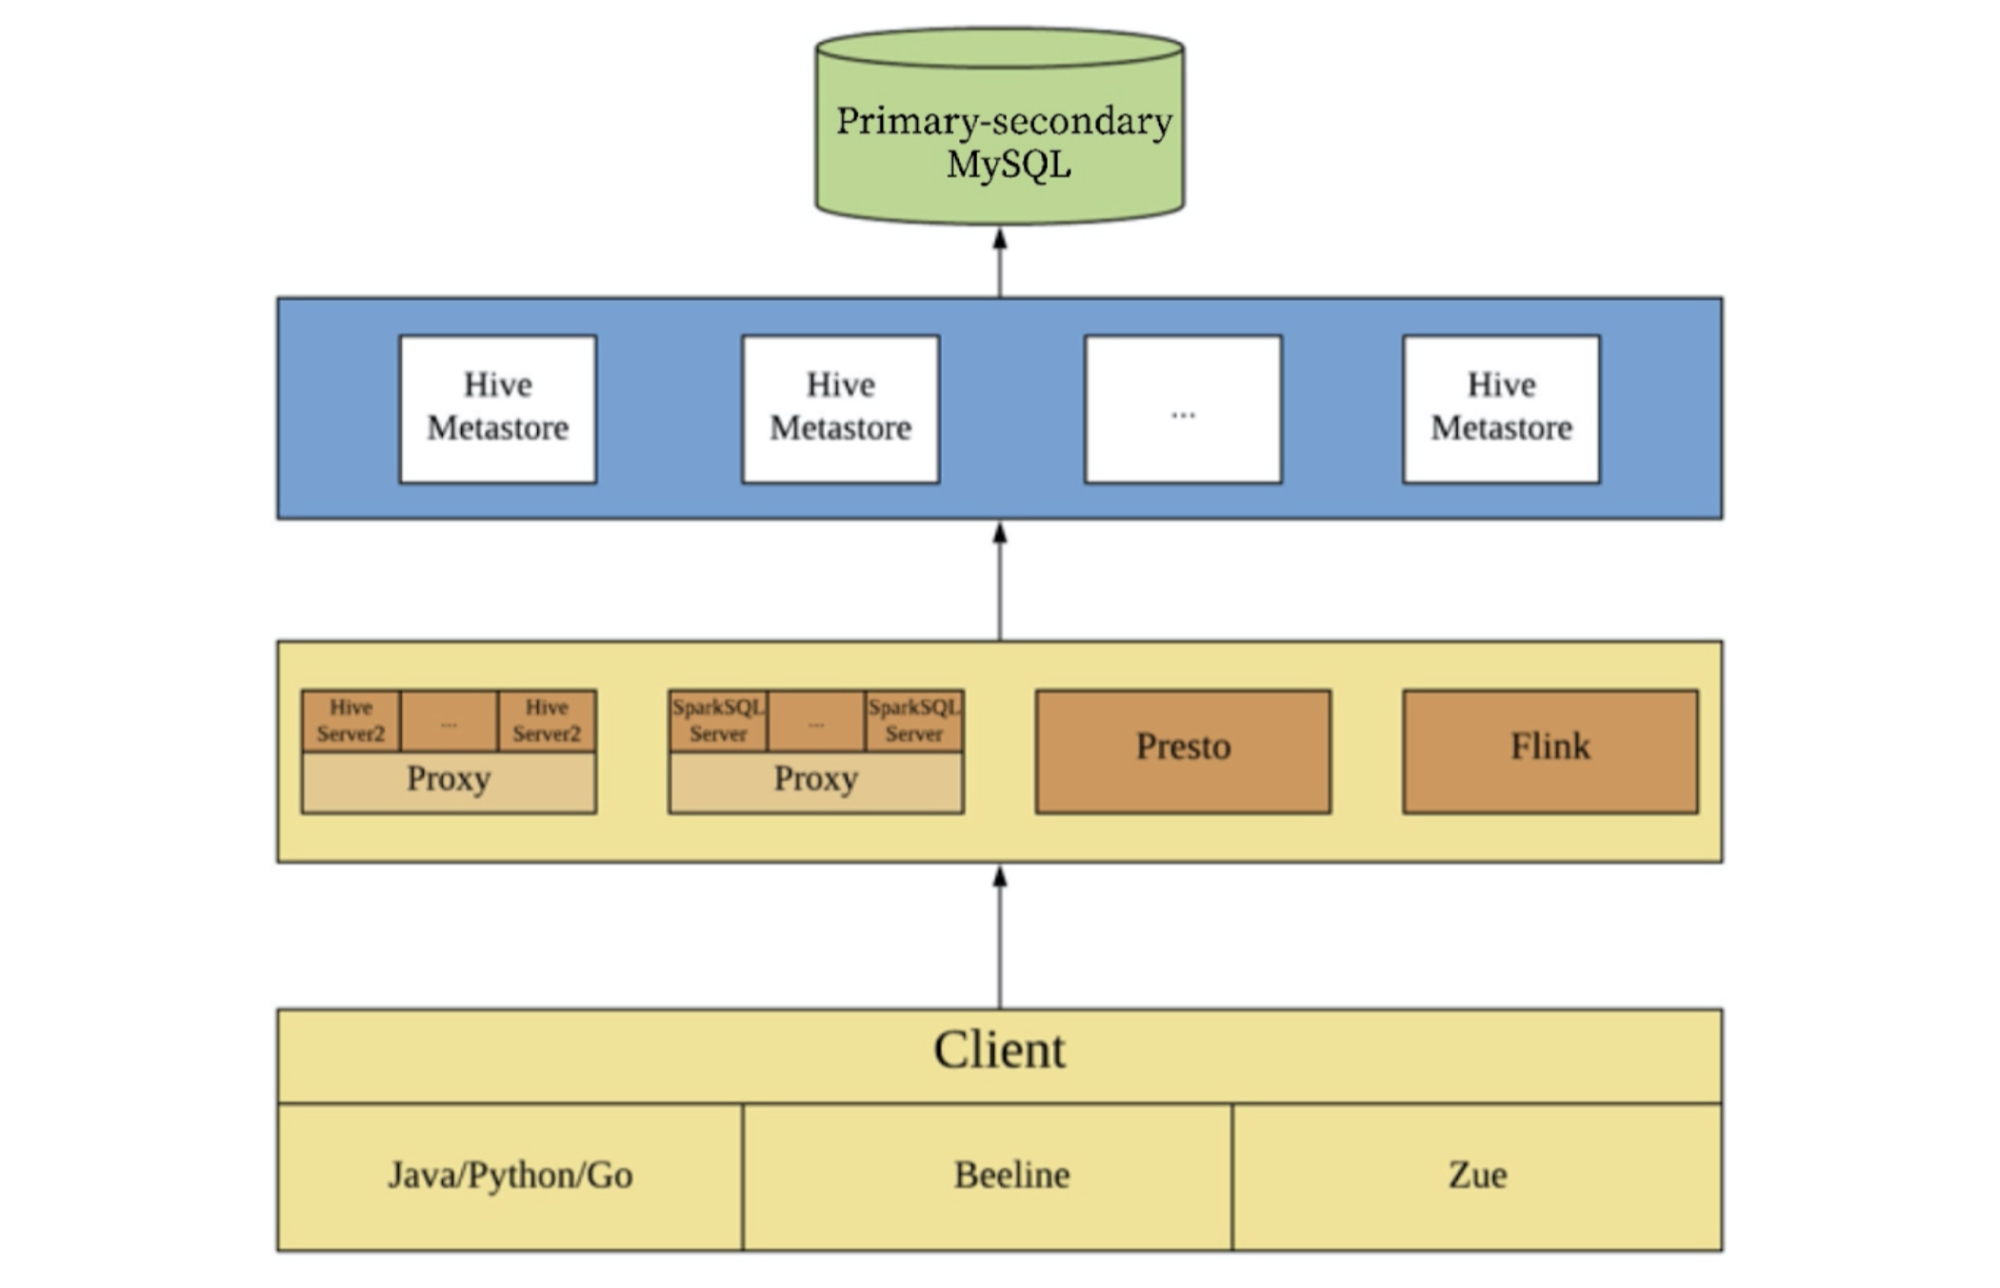 Primary-secondary
MySQL
Hive
Metastore
Hive
Metastore
...
Hive
Metastore
Hive
Server2
...
Hive
Server2
Proxy
SparkSQL
Server
...
SparkSQL
Server
Proxy
Presto
Flink
Client
Java/Python/Go
Beeline
Zue